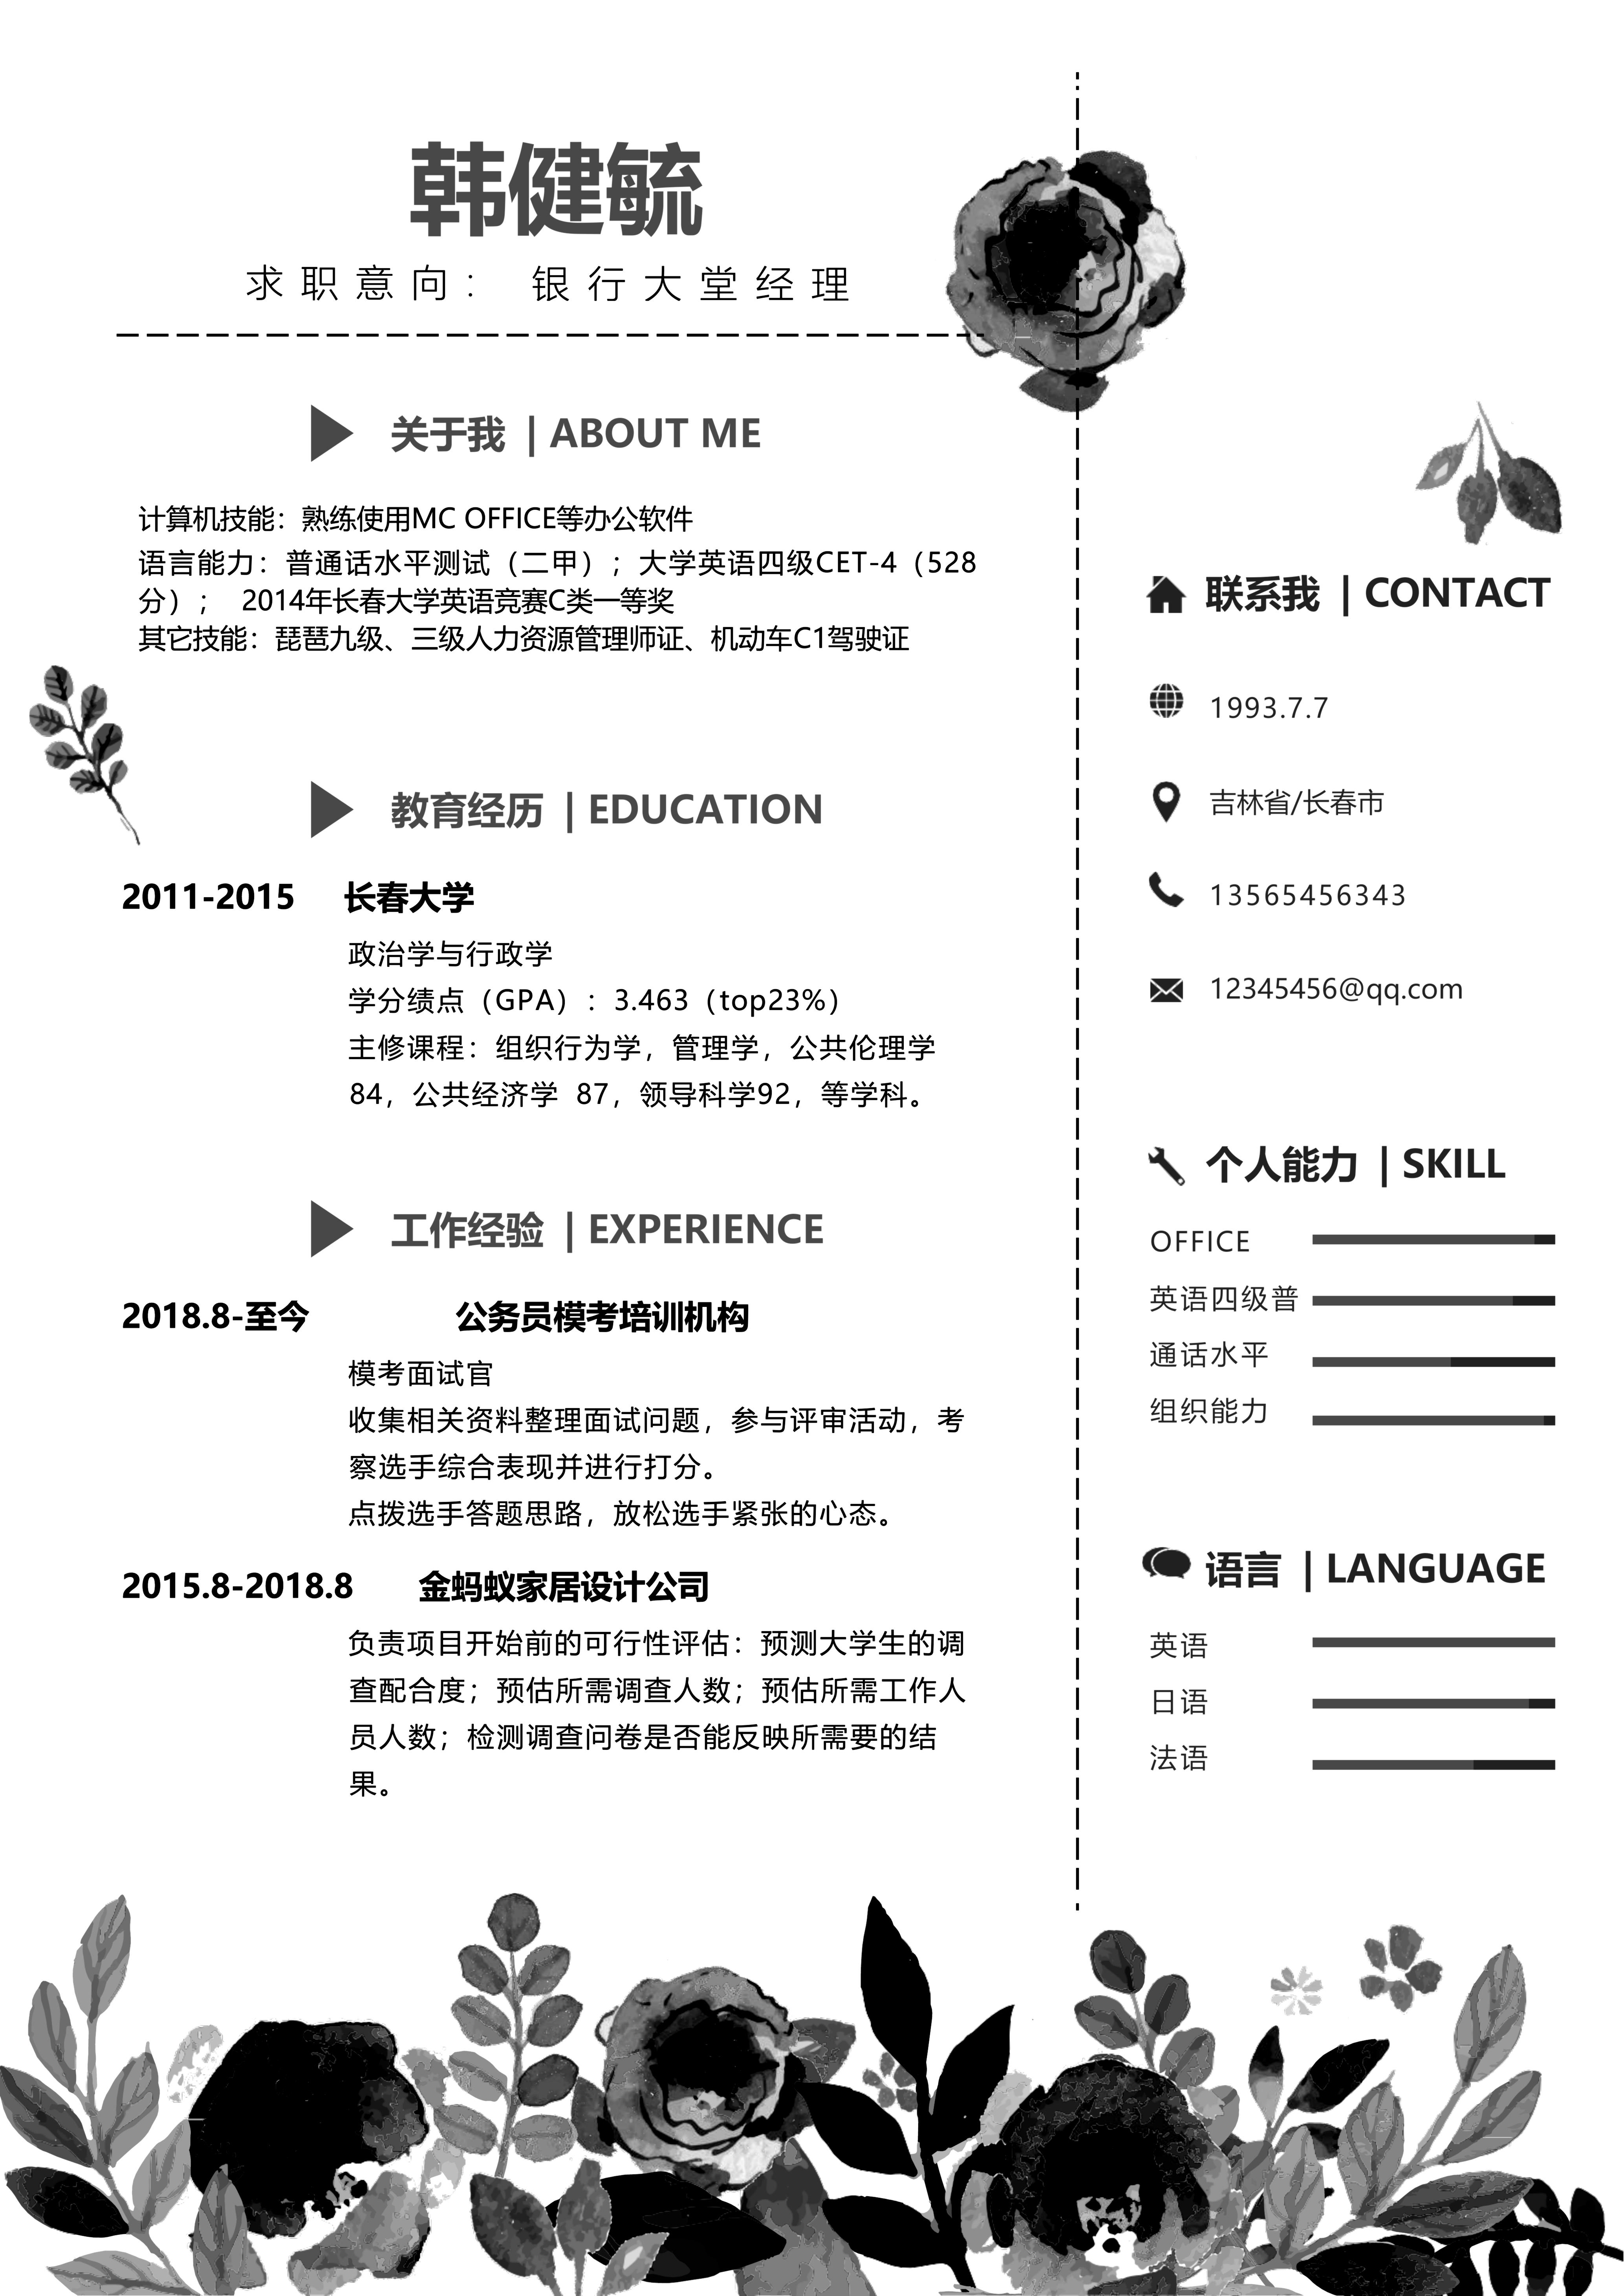 韩健毓
求职意向： 银行大堂经理
关于我 | ABOUT ME
计算机技能：熟练使用MC OFFICE等办公软件
语言能力：普通话水平测试（二甲）；大学英语四级CET-4（528
分）； 2014年长春大学英语竞赛C类一等奖
其它技能：琵琶九级、三级人力资源管理师证、机动车C1驾驶证
教育经历 | EDUCATION
2011-2015 长春大学
政治学与行政学
学分绩点（GPA）：3.463（top23%）
主修课程：组织行为学，管理学，公共伦理学
84，公共经济学 87，领导科学92，等学科。
工作经验 | EXPERIENCE
2018.8-至今 公务员模考培训机构
模考面试官
收集相关资料整理面试问题，参与评审活动，考
察选手综合表现并进行打分。
点拨选手答题思路，放松选手紧张的心态。
2015.8-2018.8 金蚂蚁家居设计公司
负责项目开始前的可行性评估：预测大学生的调
查配合度；预估所需调查人数；预估所需工作人
员人数；检测调查问卷是否能反映所需要的结
果。
联系我 | CONTACT
1993.7.7
吉林省/长春市
13565456343
12345456@qq.com
个人能力 | SKILL
OFFICE
英语四级普
通话水平
组织能力
语言 | LANGUAGE
英语
日语
法语